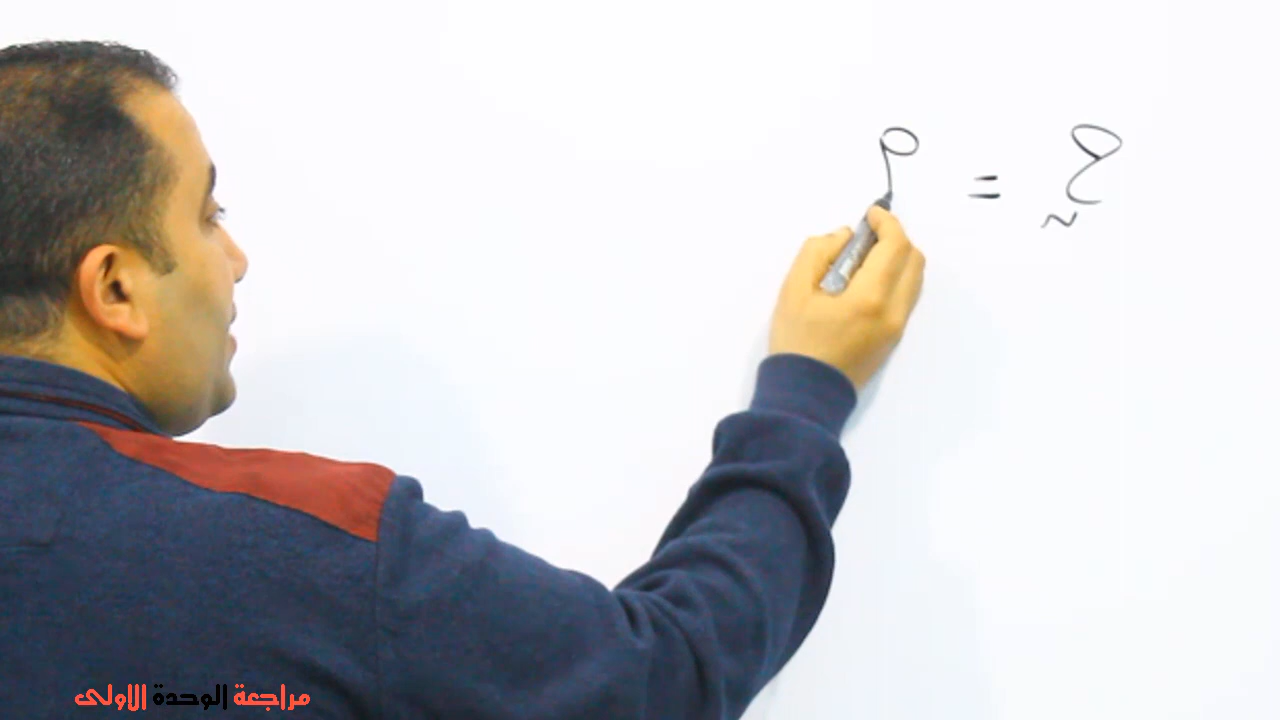 ع ~ = م
مراجعة الوحدة الاولى